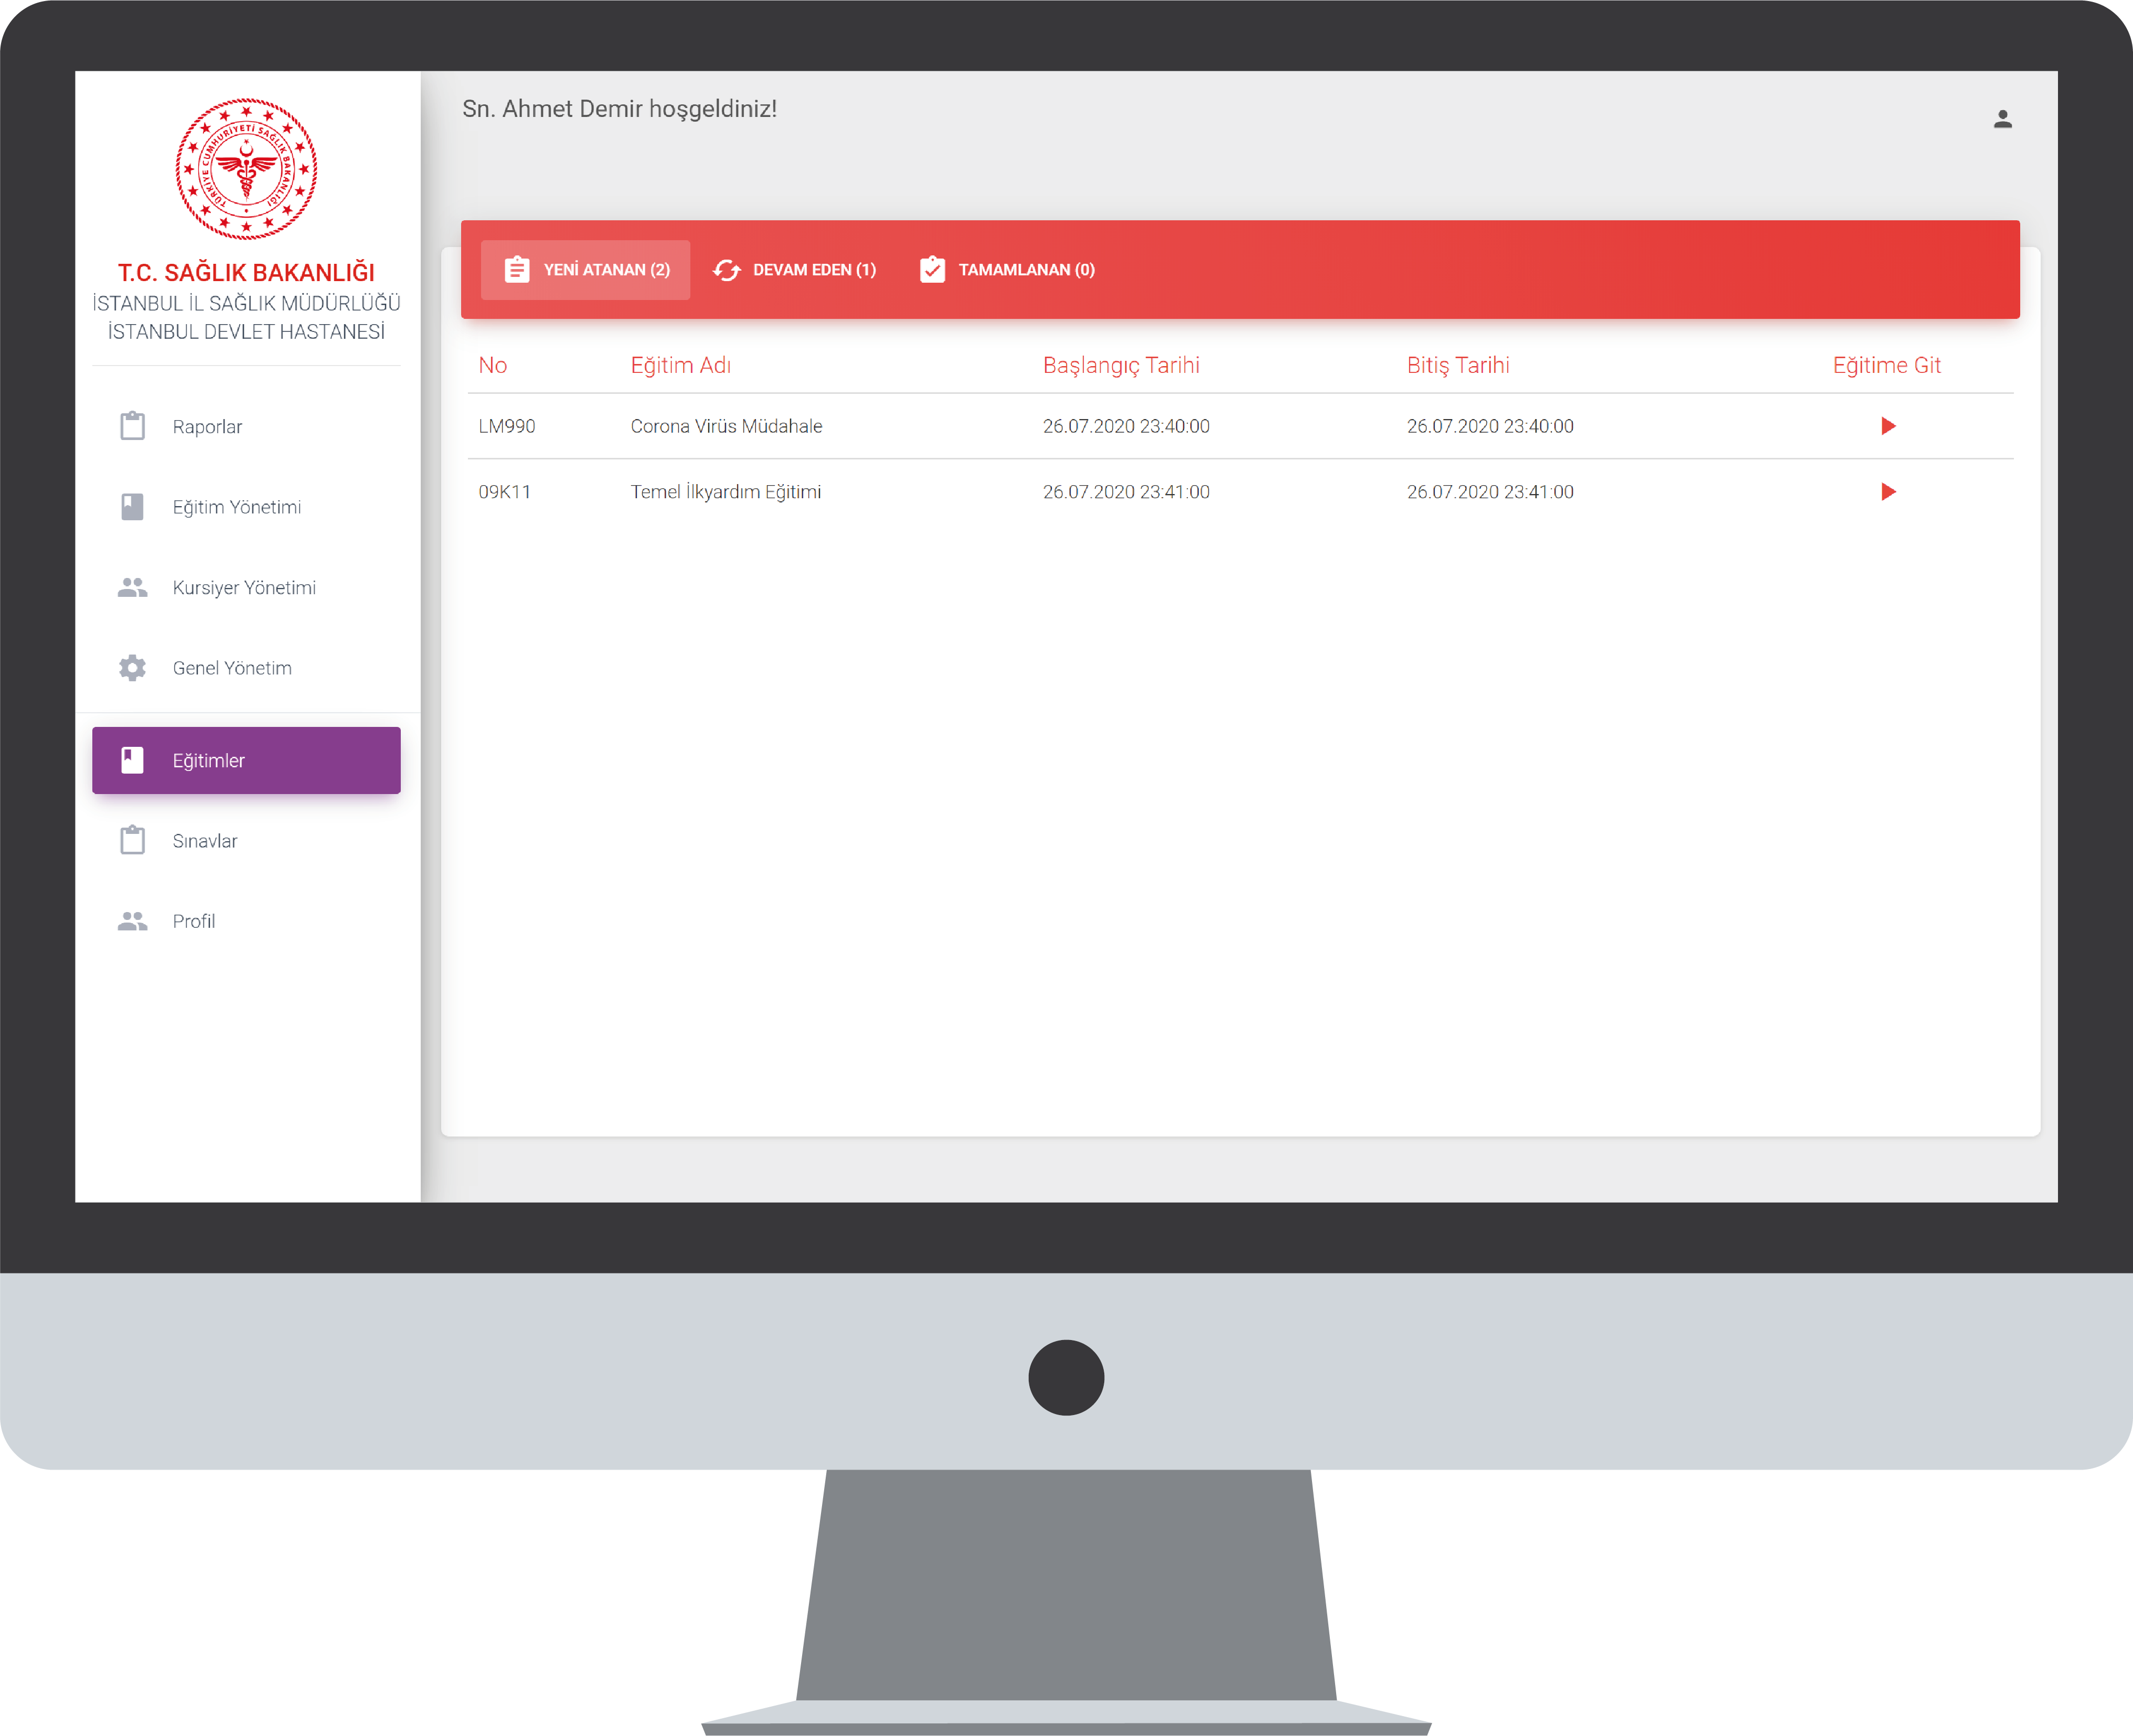 TÜRKİYE CUMHURİYETİ SAĞLIK BAKANLIĞI
T.C. SAĞLIK BAKANLIĞI
İSTANBUL İL SAĞLIK MÜDÜRLÜĞÜ
İSTANBUL DEVLET HASTANESİ
Raporlar
Eğitim Yönetimi
Kursiyer Yönetimi
Genel Yönetim
Eğitimler
Sınavlar
Profil
Sn. Ahmet Demir hoşgeldiniz!
YENİ ATANAN (2) DEVAM EDEN (1) TAMAMLANAN (0)
No Eğitim Adı Başlangıç Tarihi Bitiş Tarihi Eğitime Git
LM990 Corona Virüs Müdahale 26.07.2020 23:40:00 26.07.2020 23:40:00
09K11 Temel İlkyardım Eğitimi 26.07.2020 23:41:00 26.07.2020 23:41:00